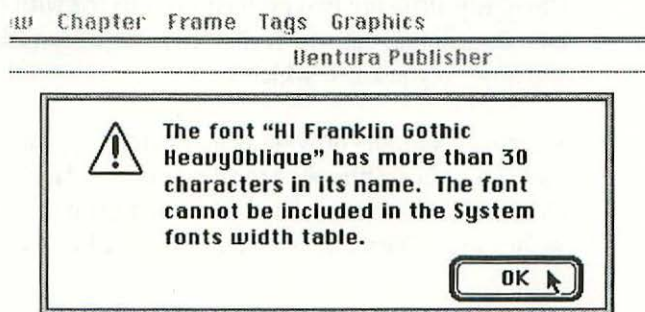 w Chapter Frame Tags Graphics
Ventura Publisher
The font “HI Franklin Gothic
HeavyOblique” has more than 30
characters in its name. The font
cannot be included in the System
fonts width table.
OK